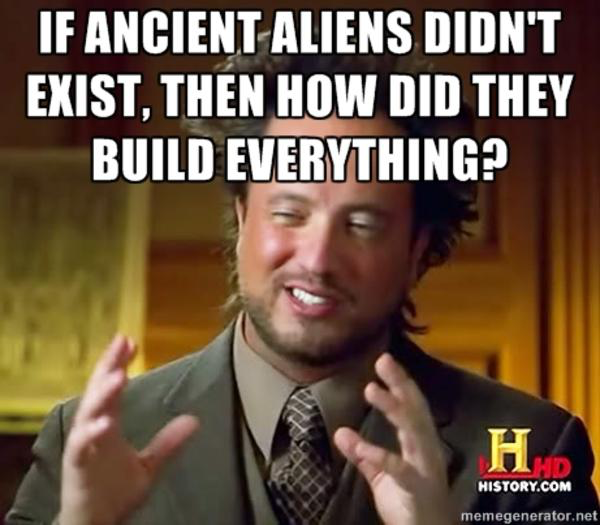 IF ANCIENT ALIENS DIDN'T
EXIST, THEN HOW DID THEY
BUILD EVERYTHING?
H HD
HISTORY.COM
memegenerator.net